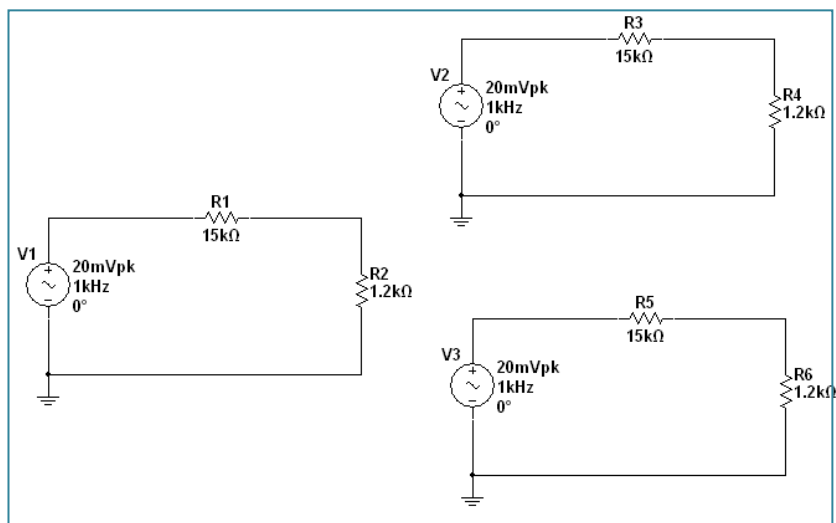 R3
15kΩ
V2
20mVpk
1kHz
0°
R4
1.2kΩ
R1
15kΩ
V1
20mVpk
1kHz
0°
R2
1.2kΩ
R5
15kΩ
V3
20mVpk
1kHz
0°
R6
1.2kΩ